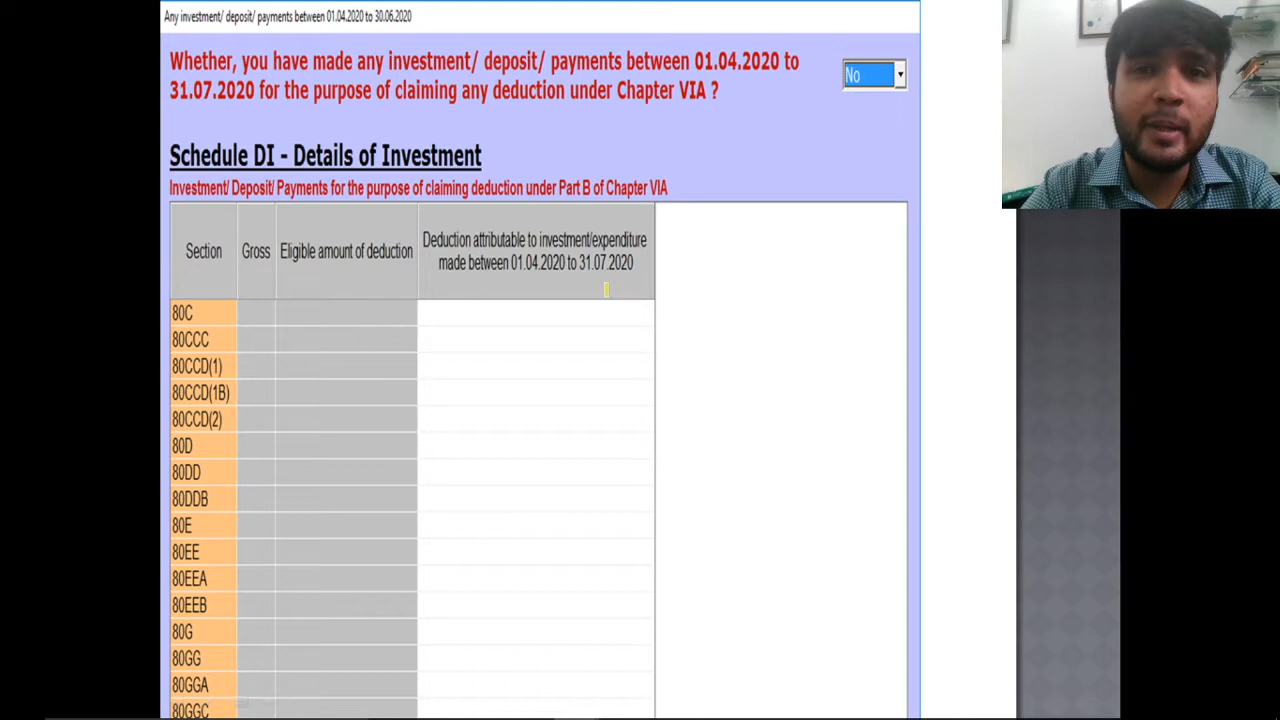 Any investment/ deposit/ payments between 01.04.2020 to 30.06.2020
Whether, you have made any investment/ deposit/ payments between 01.04.2020 to
31.07.2020 for the purpose of claiming any deduction under Chapter VIA ?
No
Schedule DI - Details of Investment
Investment/ Deposit/ Payments for the purpose of claiming deduction under Part B of Chapter VIA
Section
Gross
Eligible amount of deduction
Deduction attributable to investment/expenditure
made between 01.04.2020 to 31.07.2020
80C
80CCC
80CCD(1)
80CCD(1B)
80CCD(2)
80D
80DD
80DDB
80E
80EE
80EEA
80EEB
80G
80GG
80GGA
80GGC